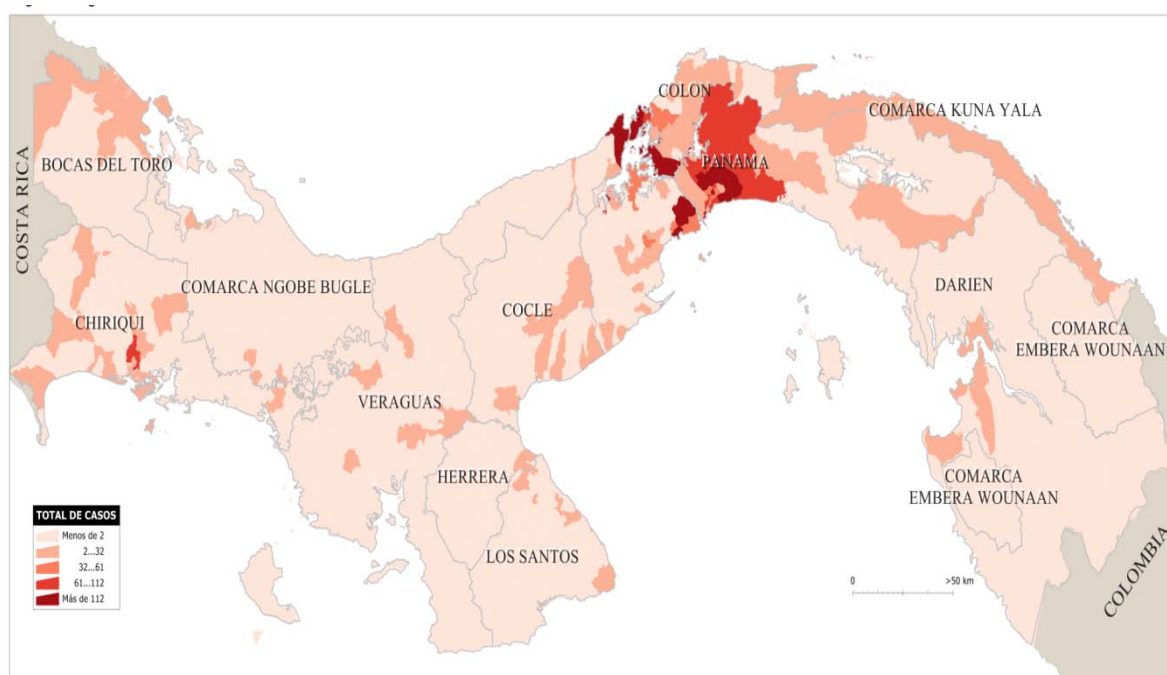 COLON
COMARCA KUNA YALA
PANAMA
BOCAS DEL TORO
COSTA RICA
COMARCA NGOBE BUGLE
DARIEN
COCLE
CHIRIQUI
COMARCA
EMBERA WOUNAAN
VERAGUAS
HERRERA
COMARCA
EMBERA WOUNAAN
LOS SANTOS
COLOMBIA
TOTAL DE CASOS
Menos de 2
2...32
32...61
61...112
Más de 112
0 >50 km